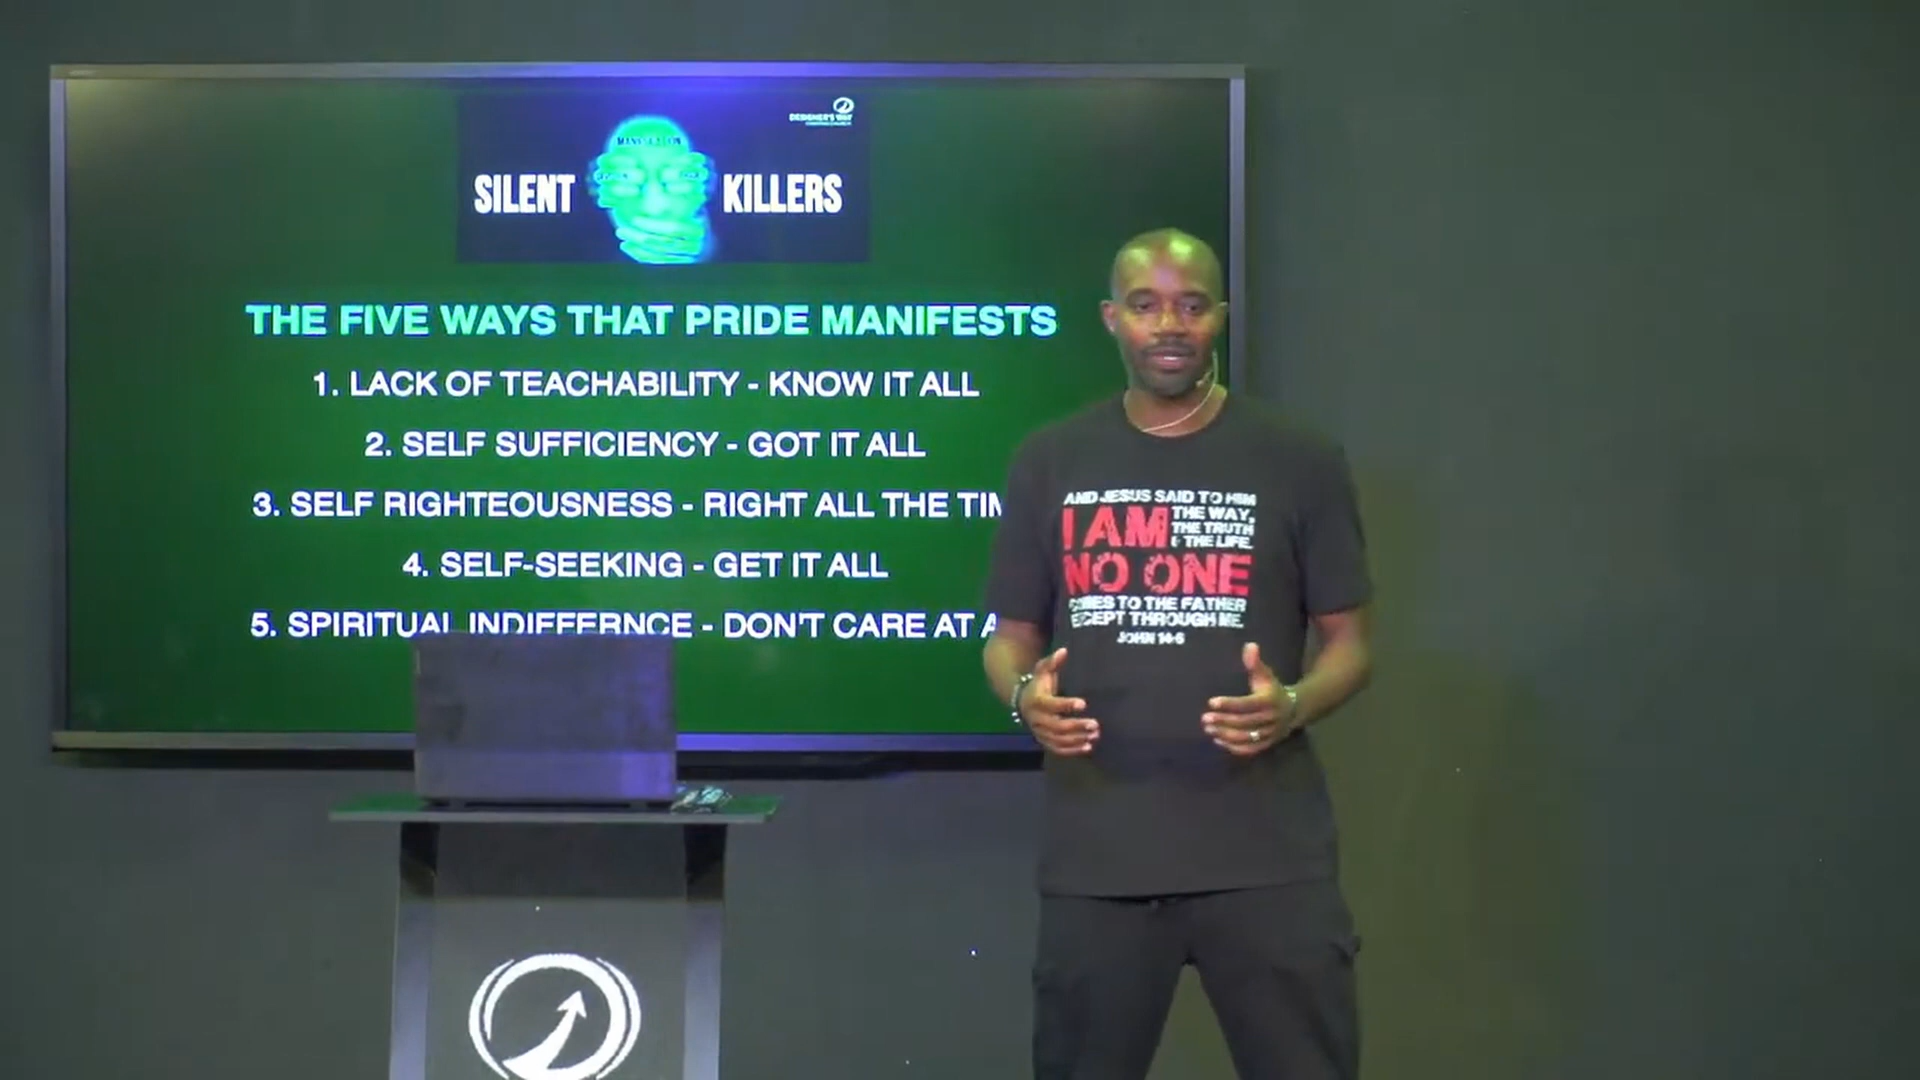 DESIGNER'S WAY
SILENT KILLERS
THE FIVE WAYS THAT PRIDE MANIFESTS
1. LACK OF TEACHABILITY - KNOW IT ALL
2. SELF SUFFICIENCY - GOT IT ALL
3. SELF RIGHTEOUSNESS - RIGHT ALL THE TIM
4. SELF-SEEKING - GET IT ALL
5. SPIRITUAL INDIFFERNCE - DON'T CARE AT A
AND JESUS SAID TO HIM
I AM THE WAY,
THE TRUTH
& THE LIFE.
NO ONE
COMES TO THE FATHER
EXCEPT THROUGH ME.
JOHN 14:6